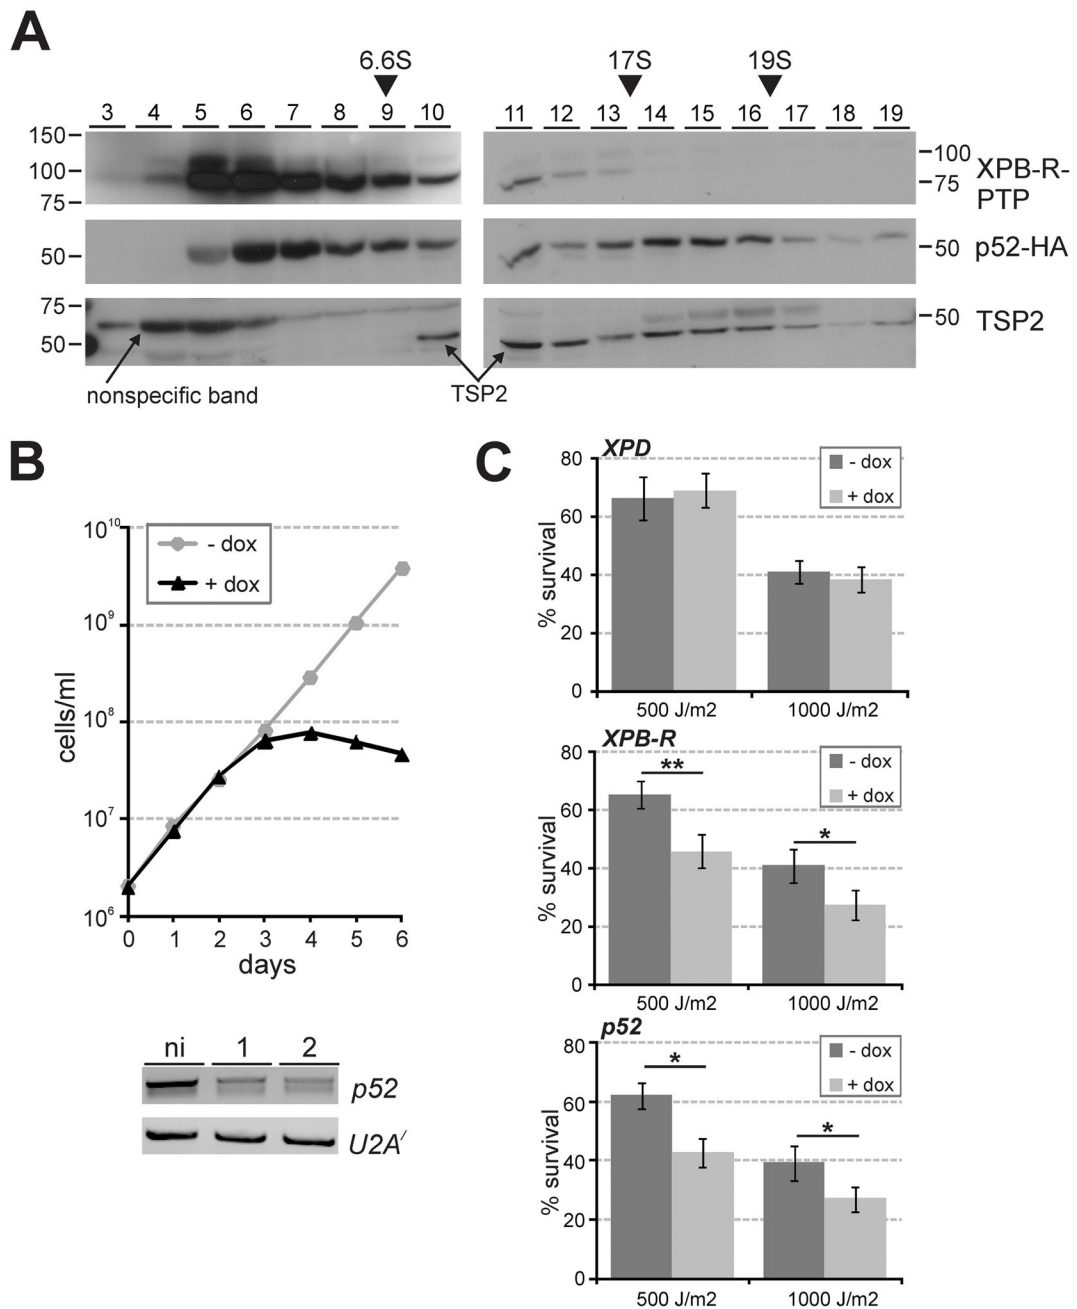 A
6.6S 17S 19S
3 4 5 6 7 8 9 10 11 12 13 14 15 16 17 18 19
150
100
75
100
75
XPB-R-
PTP
50
50
p52-HA
75
50
50
TSP2
nonspecific band
TSP2
B
10^10
10^9
10^8
10^7
10^6
cells/ml
- dox
+ dox
0 1 2 3 4 5 6
days
ni 1 2
p52
U2A′
C
XPD
- dox
+ dox
80
60
40
20
0
% survival
500 J/m2 1000 J/m2
XPB-R
- dox
+ dox
80
60
40
20
0
% survival
** *
500 J/m2 1000 J/m2
p52
- dox
+ dox
80
60
40
20
0
% survival
* *
500 J/m2 1000 J/m2